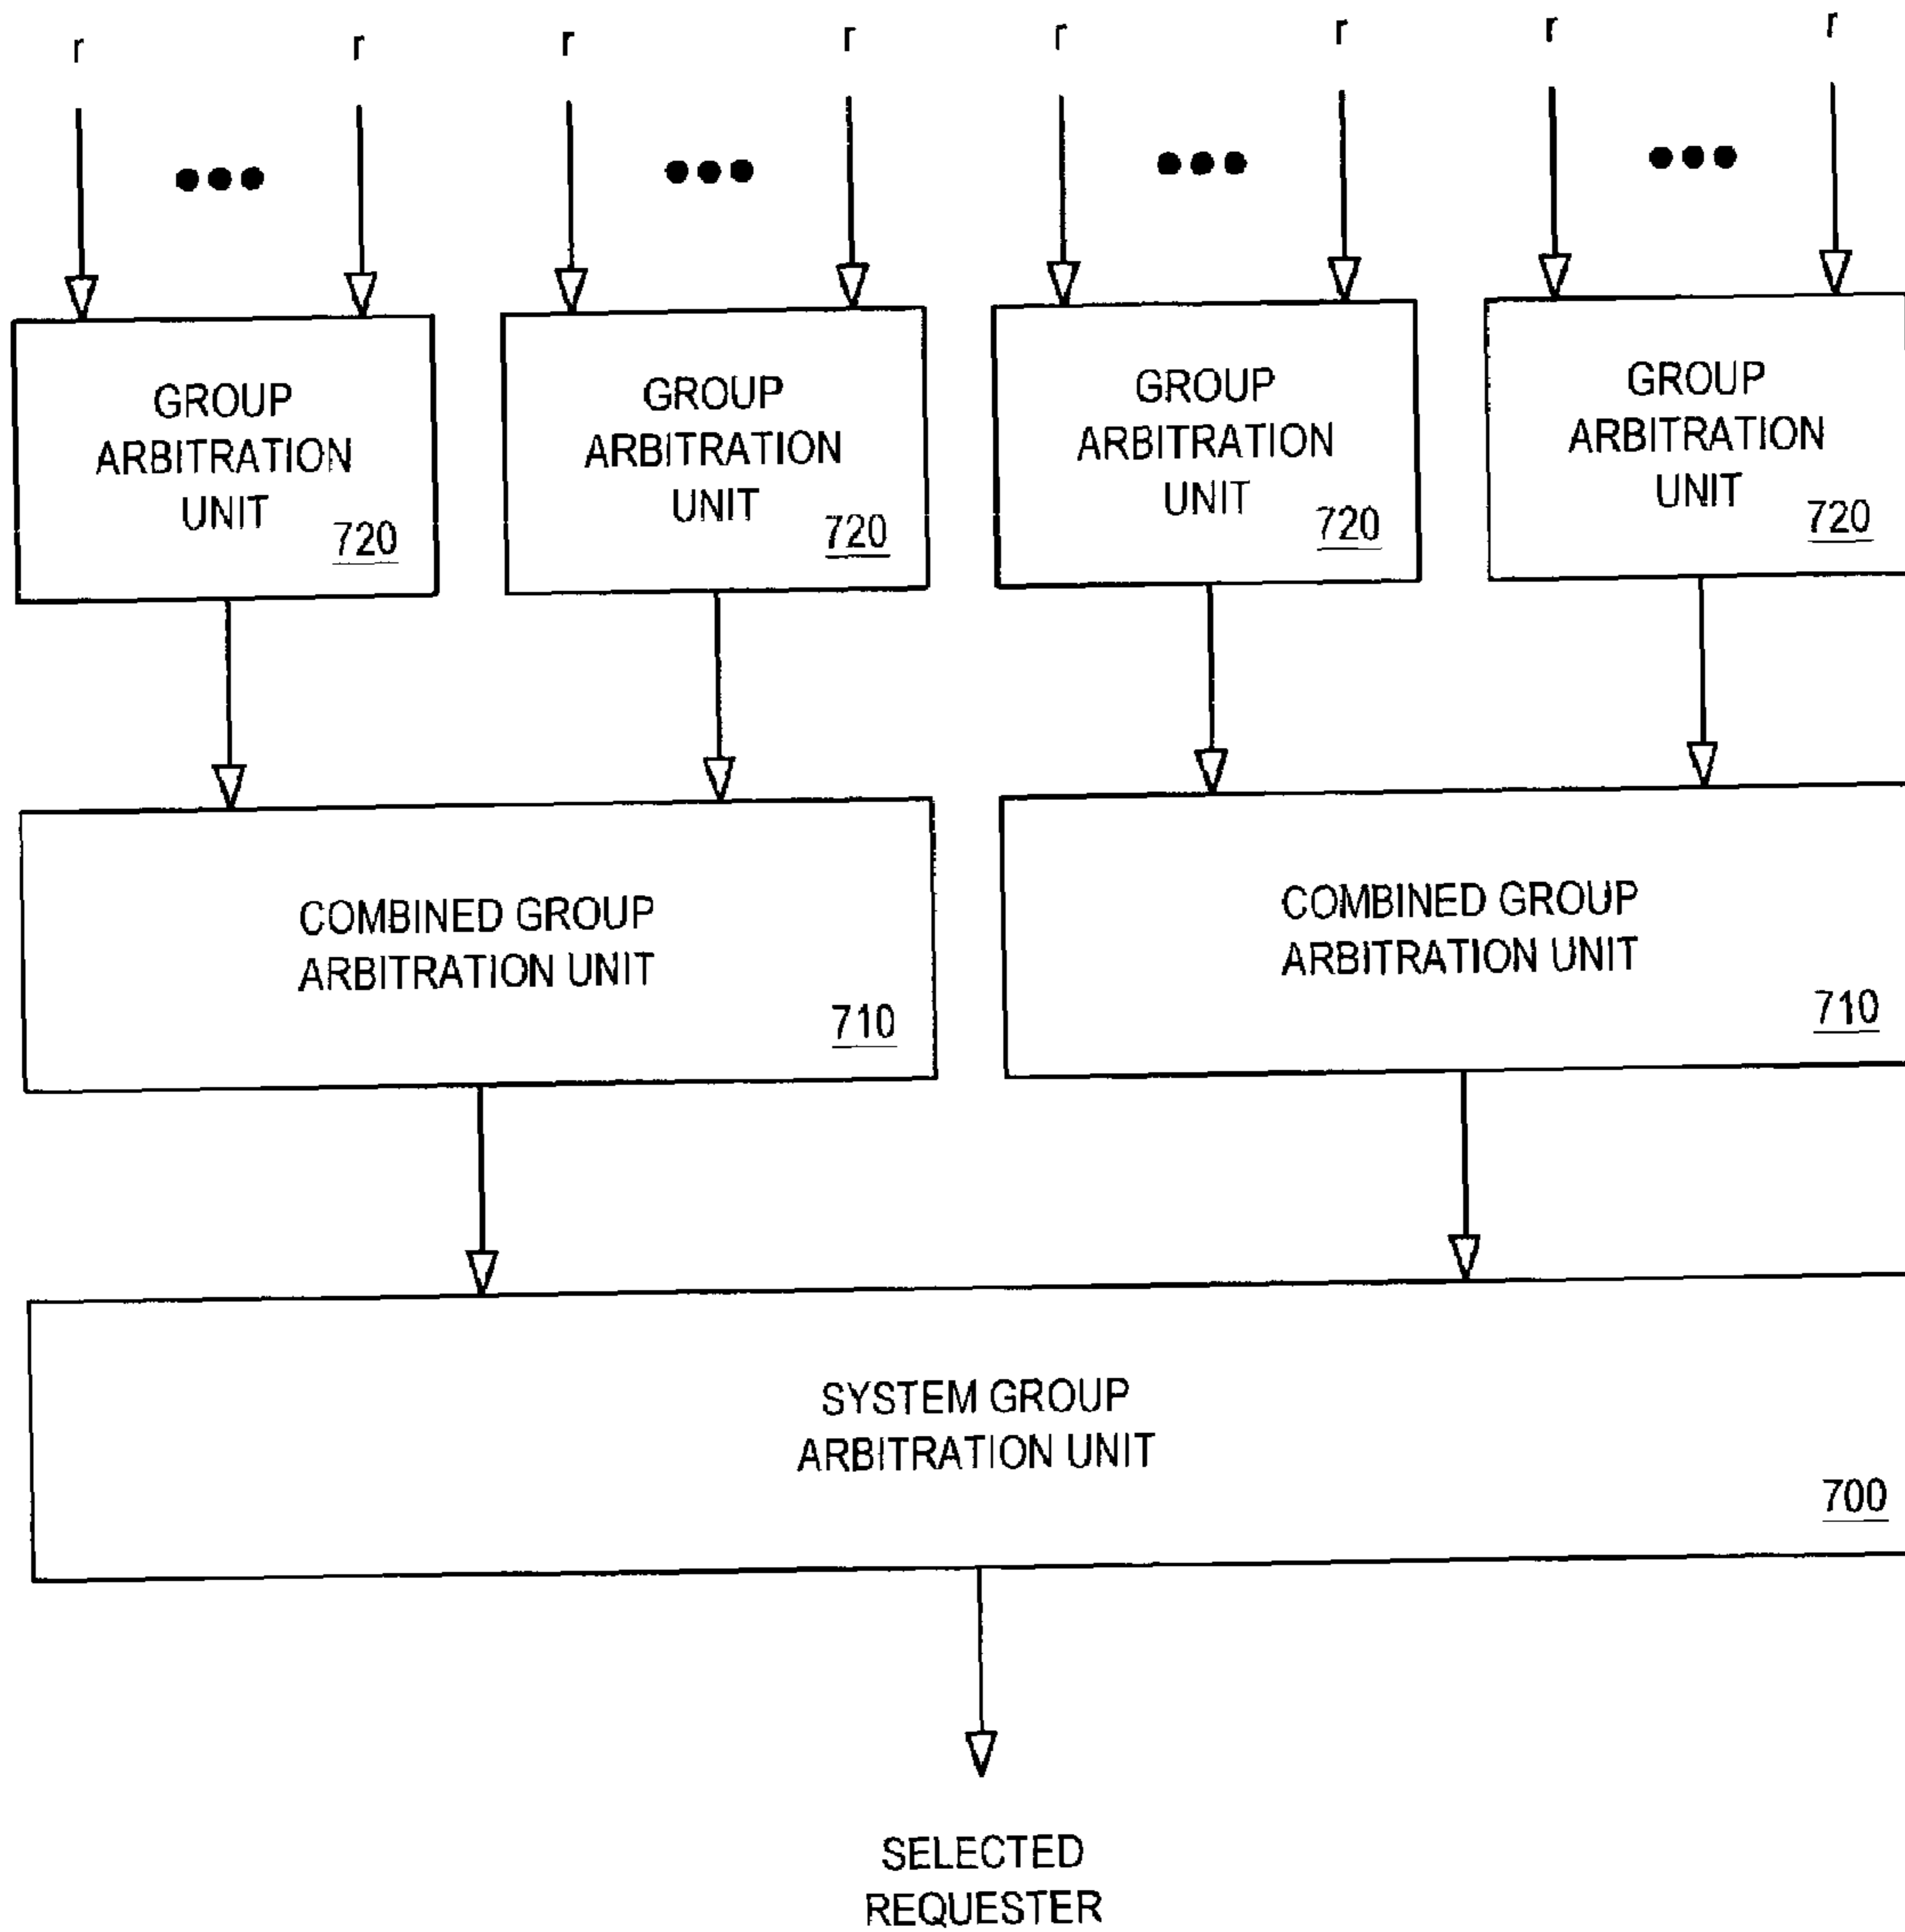 r r r r r r r r
GROUP
ARBITRATION
UNIT
720
GROUP
ARBITRATION
UNIT
720
GROUP
ARBITRATION
UNIT
720
GROUP
ARBITRATION
UNIT
720
COMBINED GROUP
ARBITRATION UNIT
710
COMBINED GROUP
ARBITRATION UNIT
710
SYSTEM GROUP
ARBITRATION UNIT
700
SELECTED
REQUESTER